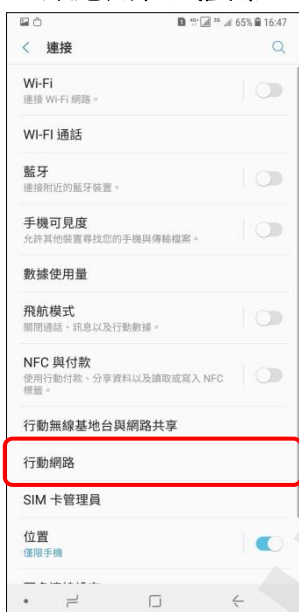 65% 16:47
連接
Wi-Fi
連接 Wi-Fi 網路。
WI-FI 通話
藍牙
連接附近的藍牙裝置。
手機可見度
允許其他裝置尋找您的手機與傳輸檔案。
數據使用量
飛航模式
關閉通話、訊息以及行動數據。
NFC 與付款
使用行動付款、分享資料以及讀取或寫入 NFC
標籤。
行動無線基地台與網路共享
行動網路
SIM 卡管理員
位置
僅限手機